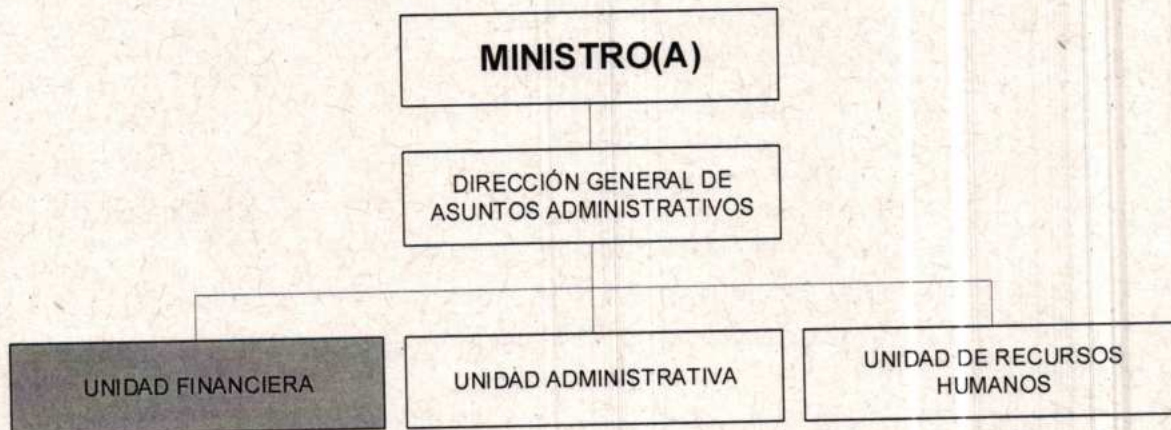 MINISTRO(A)
DIRECCIÓN GENERAL DE
ASUNTOS ADMINISTRATIVOS
UNIDAD FINANCIERA
UNIDAD ADMINISTRATIVA
UNIDAD DE RECURSOS
HUMANOS